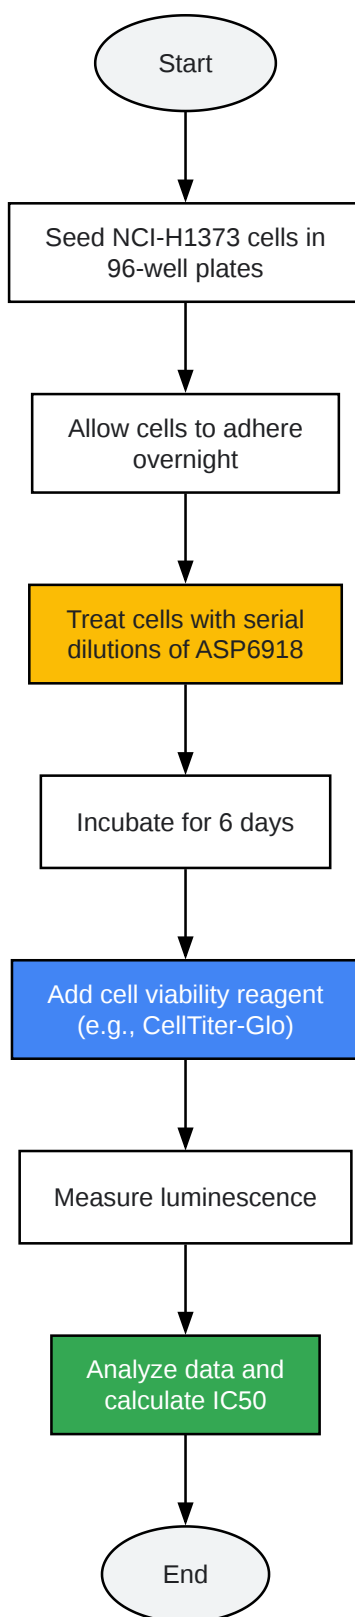 Start
Seed NCI-H1373 cells in
96-well plates
Allow cells to adhere
overnight
Treat cells with serial
dilutions of ASP6918
Incubate for 6 days
Add cell viability reagent
(e.g., CellTiter-Glo)
Measure luminescence
Analyze data and
calculate IC50
End